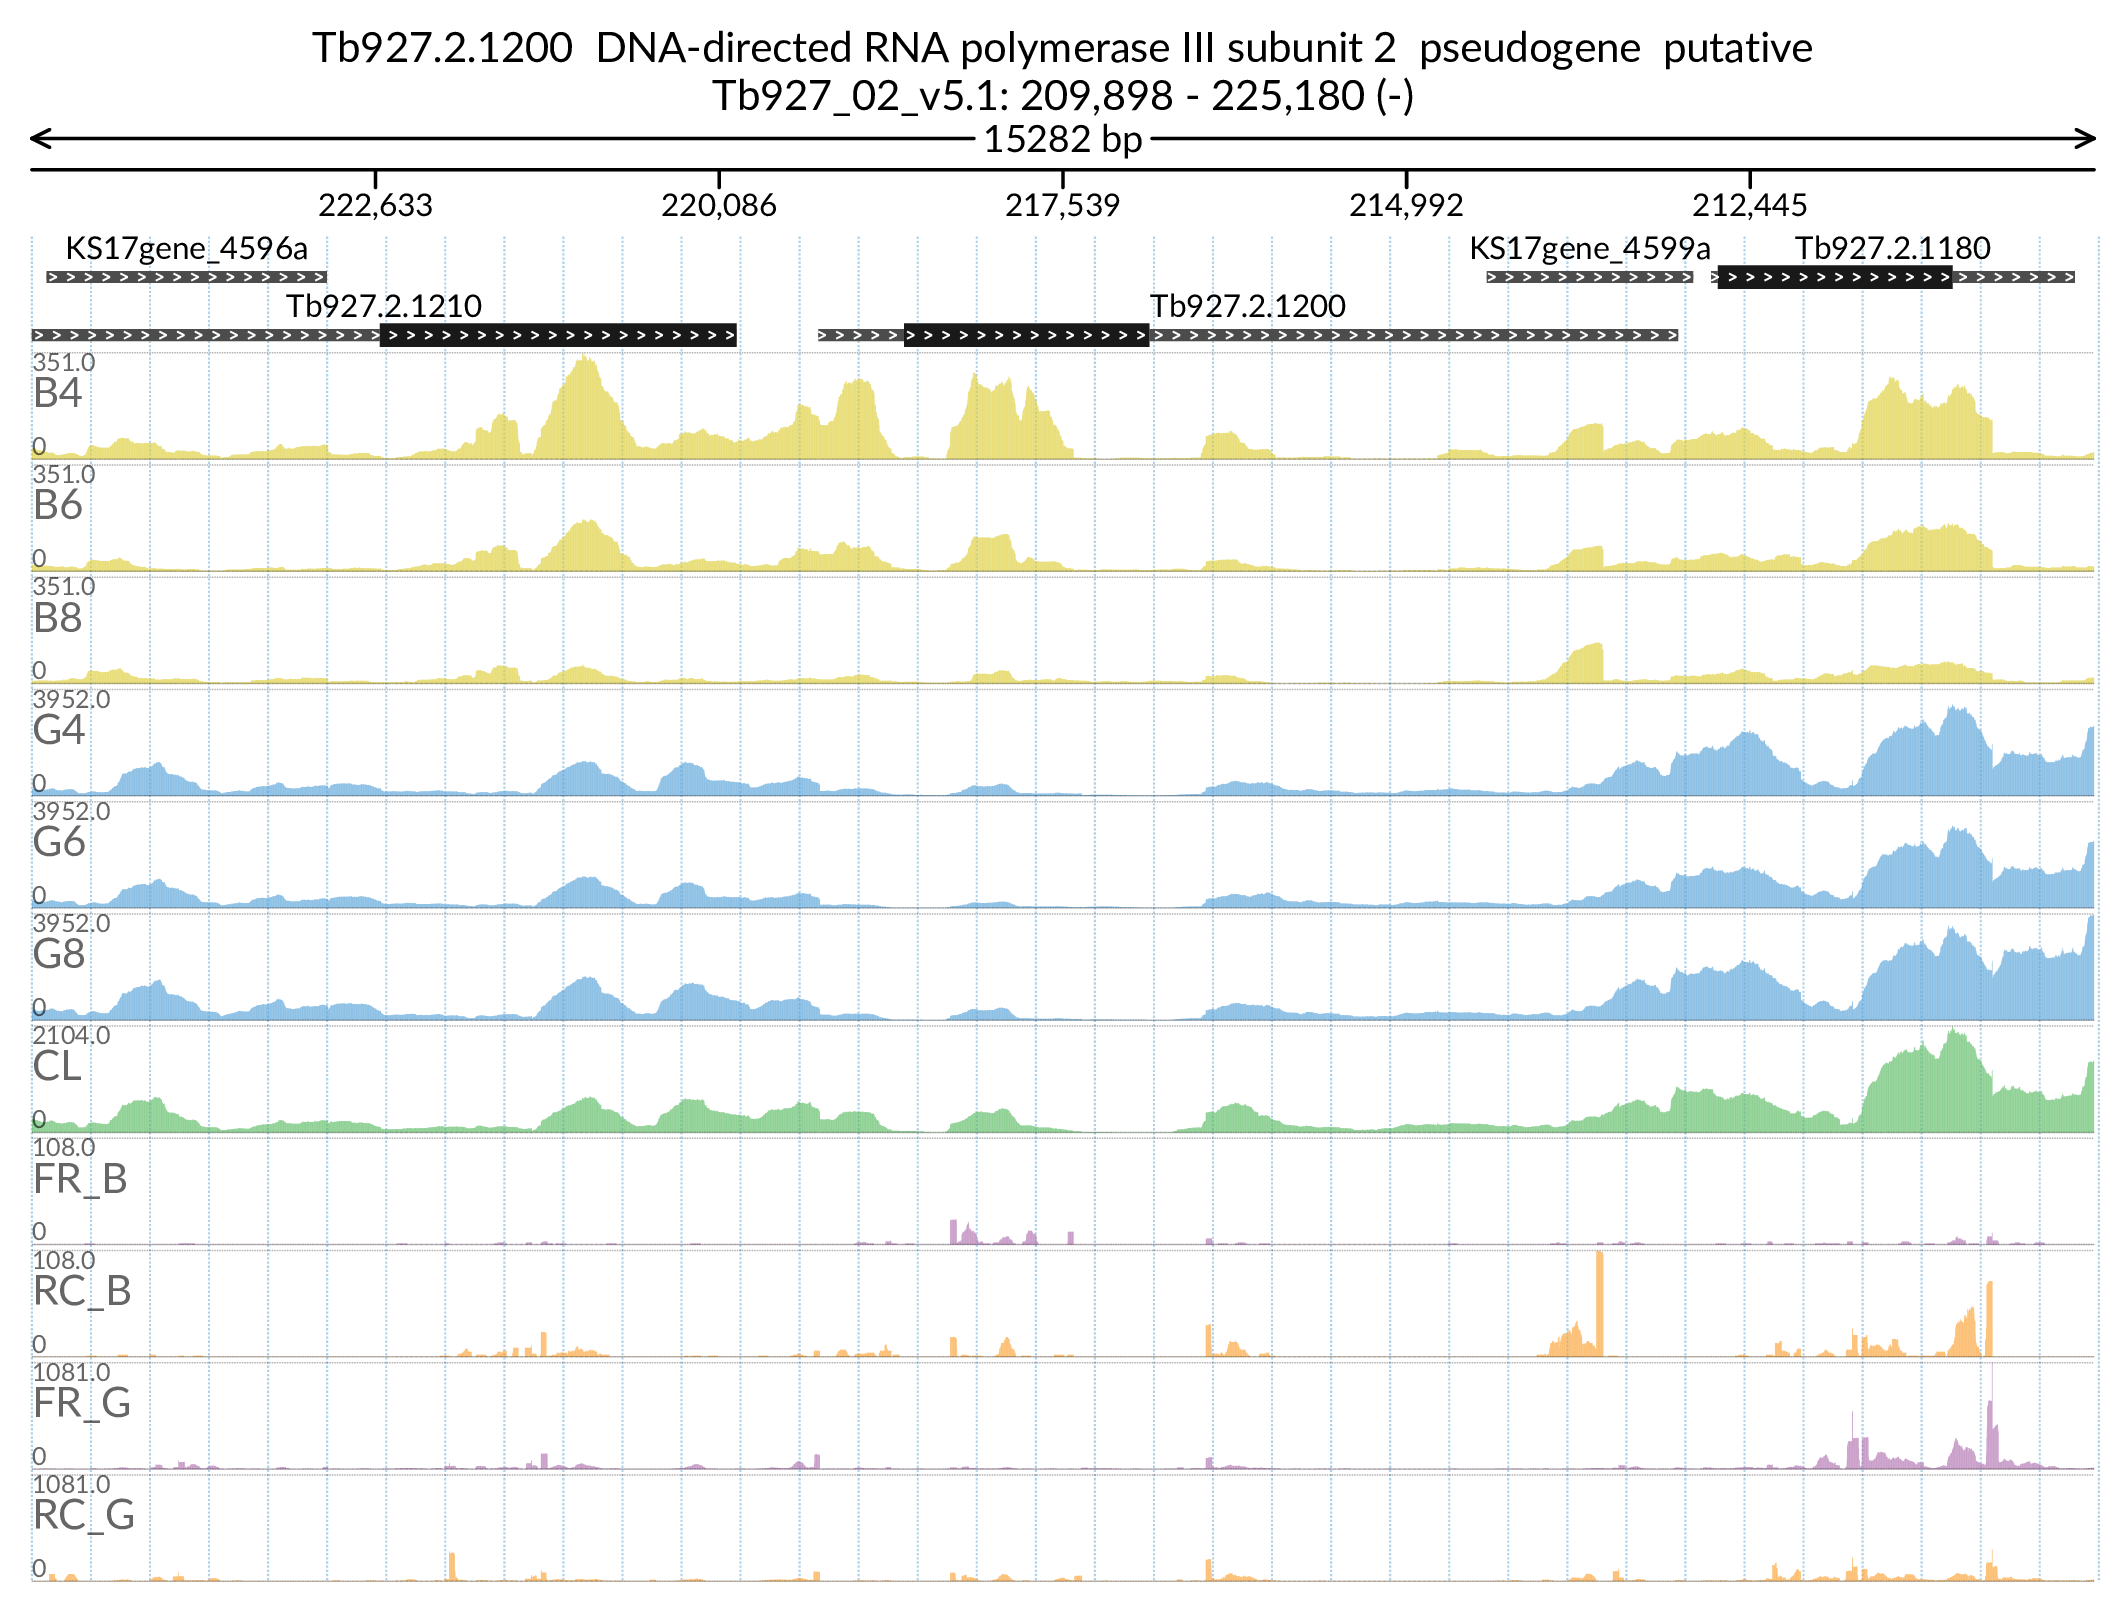 Tb927.2.1200 DNA-directed RNA polymerase III subunit 2 pseudogene putative
Tb927_02_v5.1: 209,898 - 225,180 (-)
15282 bp
222,633 220,086 217,539 214,992 212,445
KS17gene_4596a KS17gene_4599a Tb927.2.1180
Tb927.2.1210 Tb927.2.1200
351.0
B4
0
351.0
B6
0
351.0
B8
0
3952.0
G4
0
3952.0
G6
0
3952.0
G8
0
2104.0
CL
0
108.0
FR_B
0
108.0
RC_B
0
1081.0
FR_G
0
1081.0
RC_G
0